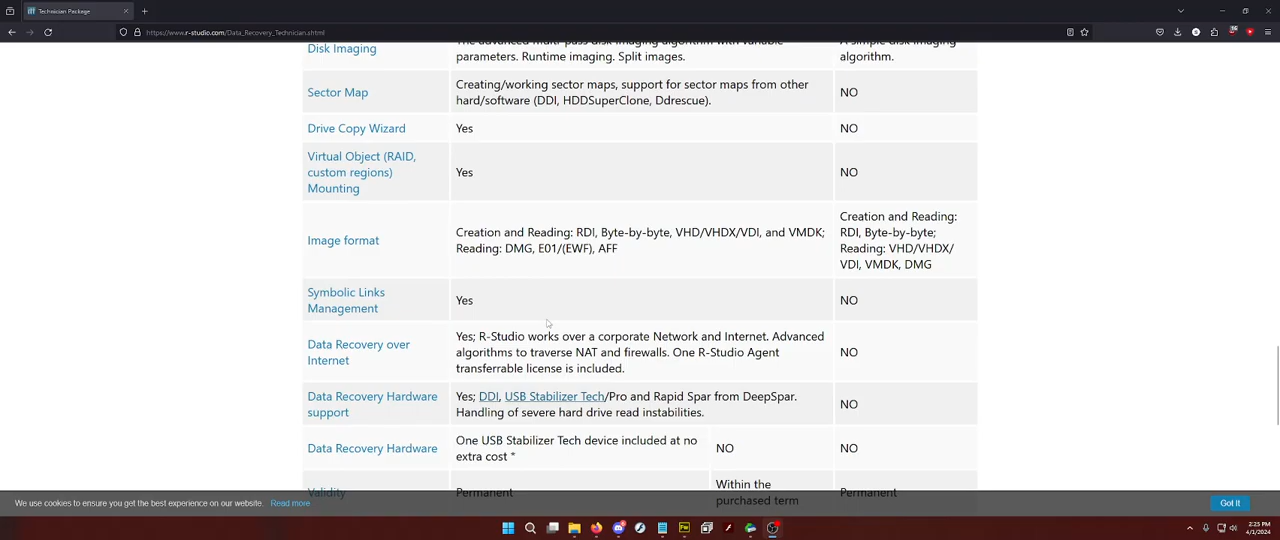 Technician Package
https://www.r-studio.com/Data_Recovery_Technician.shtml
Disk Imaging
The advanced multi-pass disk imaging algorithm with variable
parameters. Runtime imaging. Split images.
A simple disk imaging
algorithm.
Sector Map
Creating/working sector maps, support for sector maps from other
hard/software (DDI, HDDSuperClone, Ddrescue).
NO
Drive Copy Wizard
Yes
NO
Virtual Object (RAID,
custom regions)
Mounting
Yes
NO
Image format
Creation and Reading: RDI, Byte-by-byte, VHD/VHDX/VDI, and VMDK;
Reading: DMG, E01/(EWF), AFF
Creation and Reading:
RDI, Byte-by-byte;
Reading: VHD/VHDX/
VDI, VMDK, DMG
Symbolic Links
Management
Yes
NO
Data Recovery over
Internet
Yes; R-Studio works over a corporate Network and Internet. Advanced
algorithms to traverse NAT and firewalls. One R-Studio Agent
transferrable license is included.
NO
Data Recovery Hardware
support
Yes; DDI, USB Stabilizer Tech/Pro and Rapid Spar from DeepSpar.
Handling of severe hard drive read instabilities.
NO
Data Recovery Hardware
One USB Stabilizer Tech device included at no
extra cost *
NO
NO
Validity
Permanent
Within the
purchased term
Permanent
We use cookies to ensure you get the best experience on our website. Read more
Got it
2:25 PM
4/1/2024